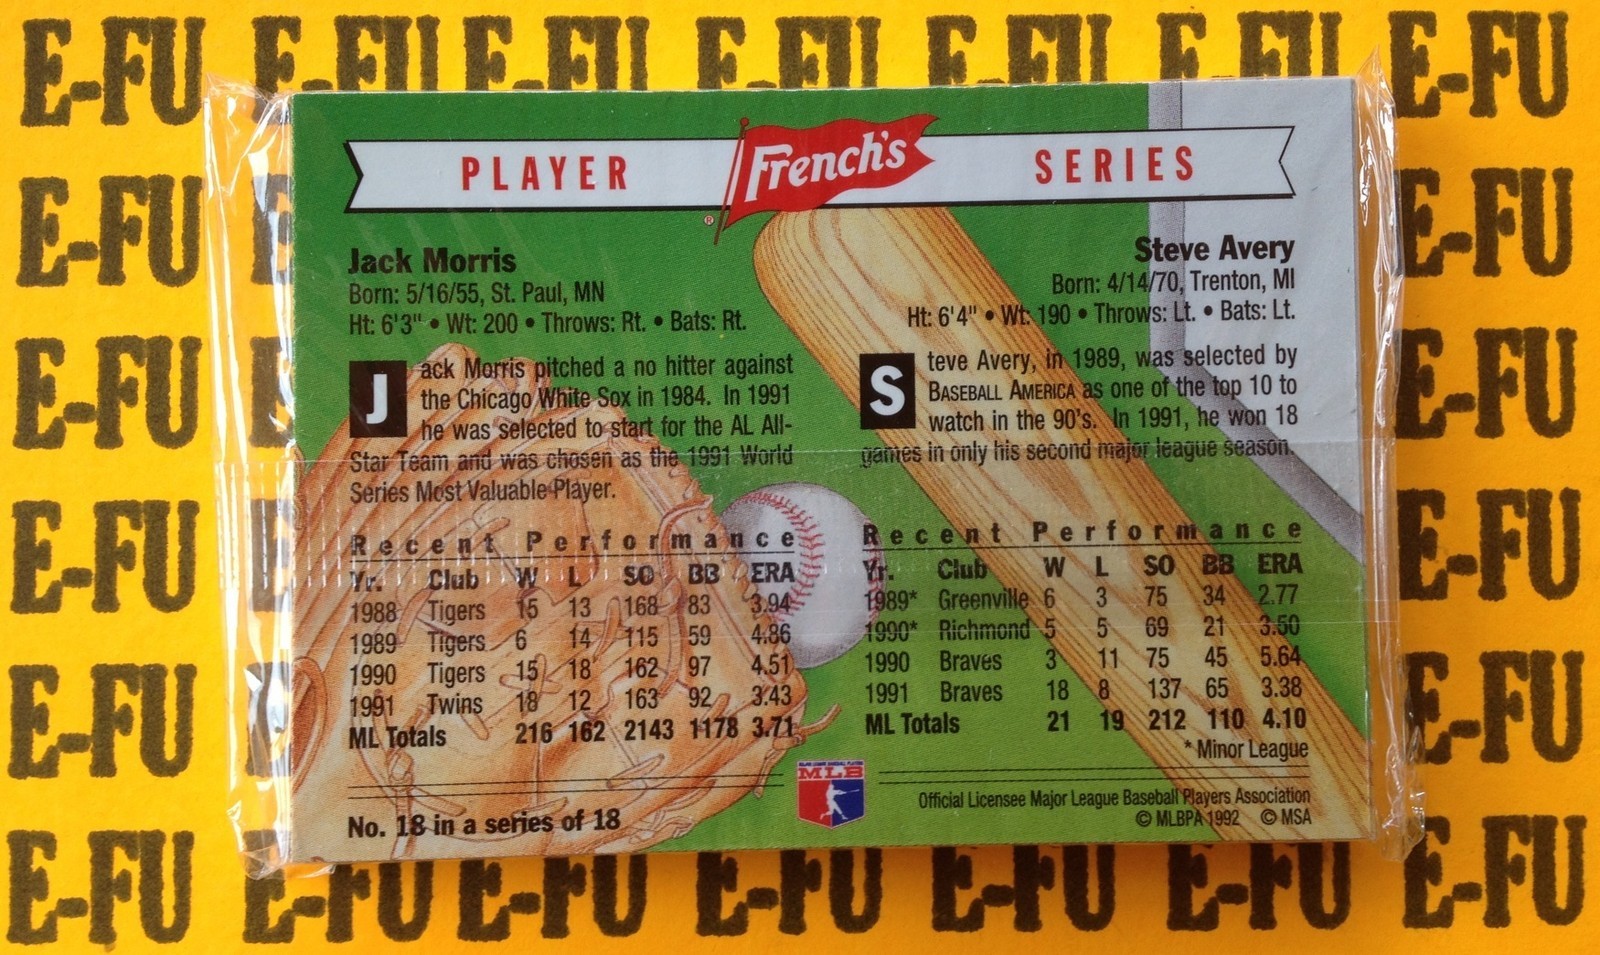 E-FU E-FU E-FU E-FU E-FU E-FU E-FU
E-FU E-FU
E-FU E-FU
E-FU E-FU
E-FU E-FU
E-FU E-FU E-FU E-FU E-FU E-FU E-FU
PLAYER French's SERIES
®
Jack Morris
Born: 5/16/55, St. Paul, MN
Ht: 6'3" • Wt: 200 • Throws: Rt. • Bats: Rt.
Jack Morris pitched a no hitter against
the Chicago White Sox in 1984. In 1991
he was selected to start for the AL All-
Star Team and was chosen as the 1991 World
Series Most Valuable Player.
Recent Performance
Yr. Club W L SO BB ERA
1988 Tigers 15 13 168 83 3.94
1989 Tigers 6 14 115 59 4.86
1990 Tigers 15 18 162 97 4.51
1991 Twins 18 12 163 92 3.43
ML Totals 216 162 2143 1178 3.71
No. 18 in a series of 18
Steve Avery
Born: 4/14/70, Trenton, MI
Ht: 6'4" • Wt: 190 • Throws: Lt. • Bats: Lt.
Steve Avery, in 1989, was selected by
BASEBALL AMERICA as one of the top 10 to
watch in the 90's. In 1991, he won 18
games in only his second major league season.
Recent Performance
Yr. Club W L SO BB ERA
1989* Greenville 6 3 75 34 2.77
1990* Richmond 5 5 69 21 3.50
1990 Braves 3 11 75 45 5.64
1991 Braves 18 8 137 65 3.38
ML Totals 21 19 212 110 4.10
* Minor League
MAJOR LEAGUE BASEBALL PLAYERS
MLB
Official Licensee Major League Baseball Players Association
© MLBPA 1992 © MSA